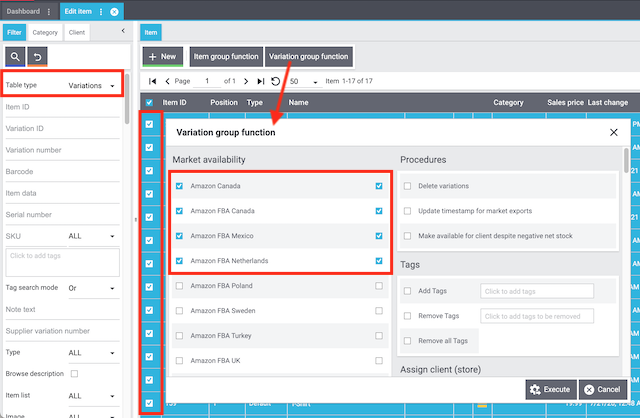 Dashboard
Edit item
Filter Category Client
Item
+ New Item group function Variation group function
Page 1 of 1 50 Item 1-17 of 17
Table type Variations
Item ID Position Type Name Category Sales price Last change
Item ID
Variation ID
Variation number
Barcode
Item data
Serial number
SKU ALL
Click to add tags
Tag search mode Or
Note text
Supplier variation number
Type ALL
Browse description
Item list ALL
Image ALL
Variation group function
Market availability
Amazon Canada
Amazon FBA Canada
Amazon FBA Mexico
Amazon FBA Netherlands
Amazon FBA Poland
Amazon FBA Sweden
Amazon FBA Turkey
Amazon FBA UK
Procedures
Delete variations
Update timestamp for market exports
Make available for client despite negative net stock
Tags
Add Tags Click to add tags
Remove Tags Click to add tags to be removed
Remove all Tags
Assign client (store)
Execute Cancel